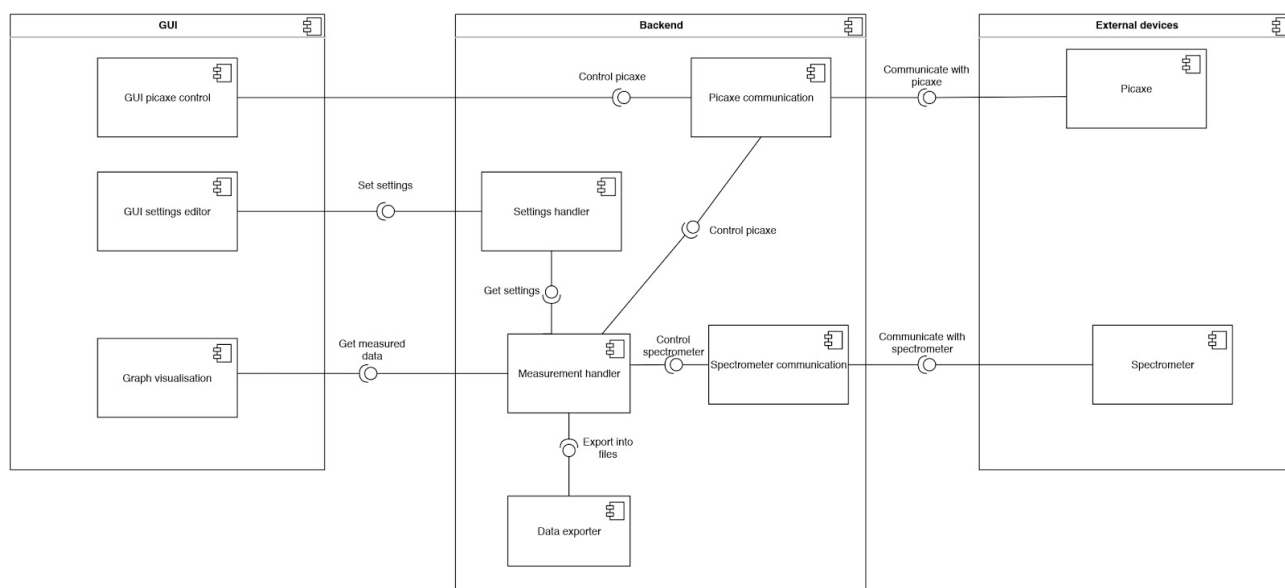 GUI
Backend
External devices
GUI picaxe control
Control picaxe
Picaxe communication
Communicate with
picaxe
Picaxe
GUI settings editor
Set settings
Settings handler
Control picaxe
Get settings
Graph visualisation
Get measured
data
Measurement handler
Control
spectrometer
Spectrometer communication
Communicate with
spectrometer
Spectrometer
Export into
files
Data exporter